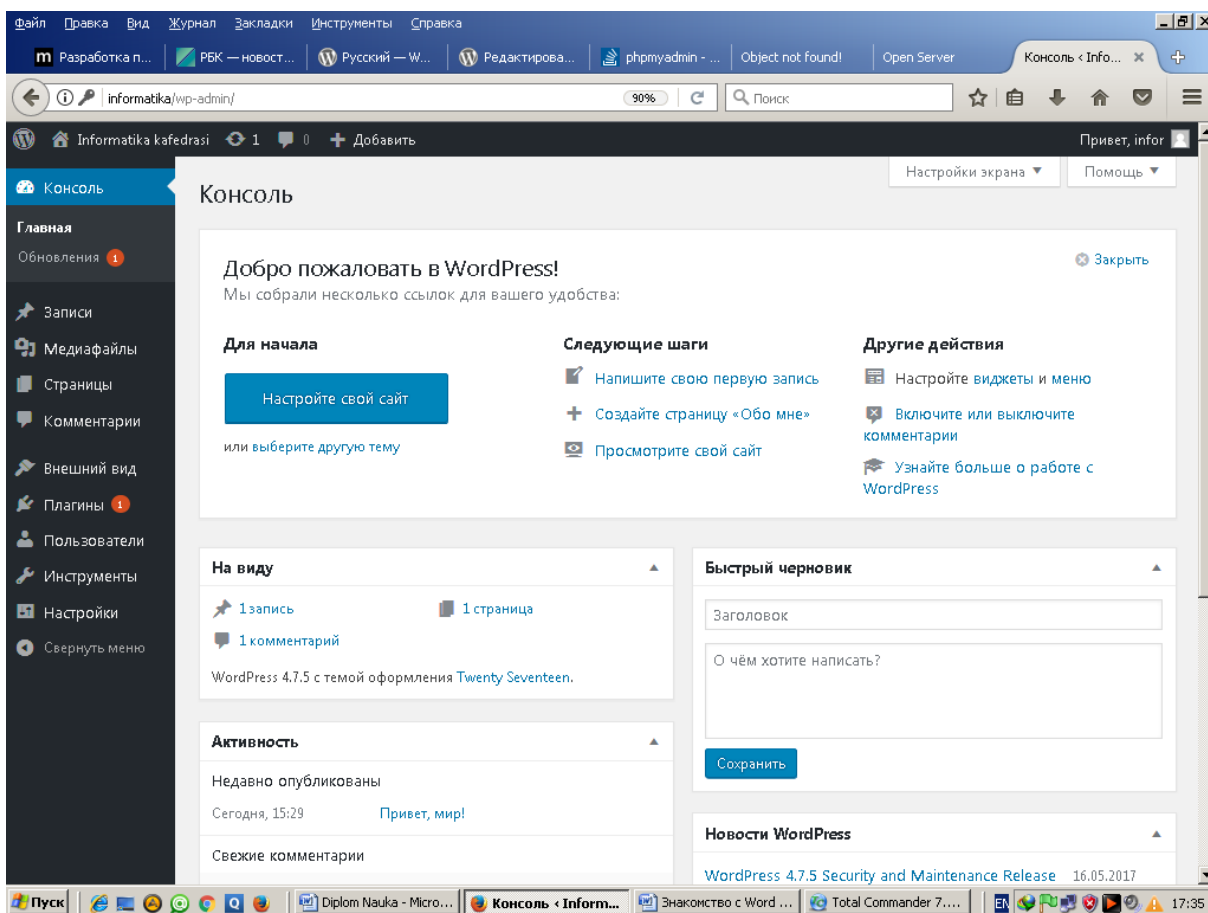 Файл Правка Вид Журнал Закладки Инструменты Справка
m Разработка п... РБК — новост... Русский — W... Редактирова... phpmyadmin - ... Object not found! Open Server Консоль ‹ Info...
informatika/wp-admin/ 90% Поиск
Informatika kafedrasi 1 0 Добавить Привет, infor
Настройки экрана Помощь
Консоль
Главная
Обновления 1
Записи
Медиафайлы
Страницы
Комментарии
Внешний вид
Плагины 1
Пользователи
Инструменты
Настройки
Свернуть меню
Консоль
Добро пожаловать в WordPress!
Закрыть
Мы собрали несколько ссылок для вашего удобства:
Для начала
Настройте свой сайт
или выберите другую тему
Следующие шаги
Напишите свою первую запись
Создайте страницу «Обо мне»
Просмотрите свой сайт
Другие действия
Настройте виджеты и меню
Включите или выключите
комментарии
Узнайте больше о работе с
WordPress
На виду
1 запись 1 страница
1 комментарий
WordPress 4.7.5 с темой оформления Twenty Seventeen.
Активность
Недавно опубликованы
Сегодня, 15:29 Привет, мир!
Свежие комментарии
Быстрый черновик
Заголовок
О чём хотите написать?
Сохранить
Новости WordPress
WordPress 4.7.5 Security and Maintenance Release 16.05.2017
Пуск Diplom Nauka - Micro... Консоль ‹ Inform... Знакомство с Word ... Total Commander 7.... EN 17:35